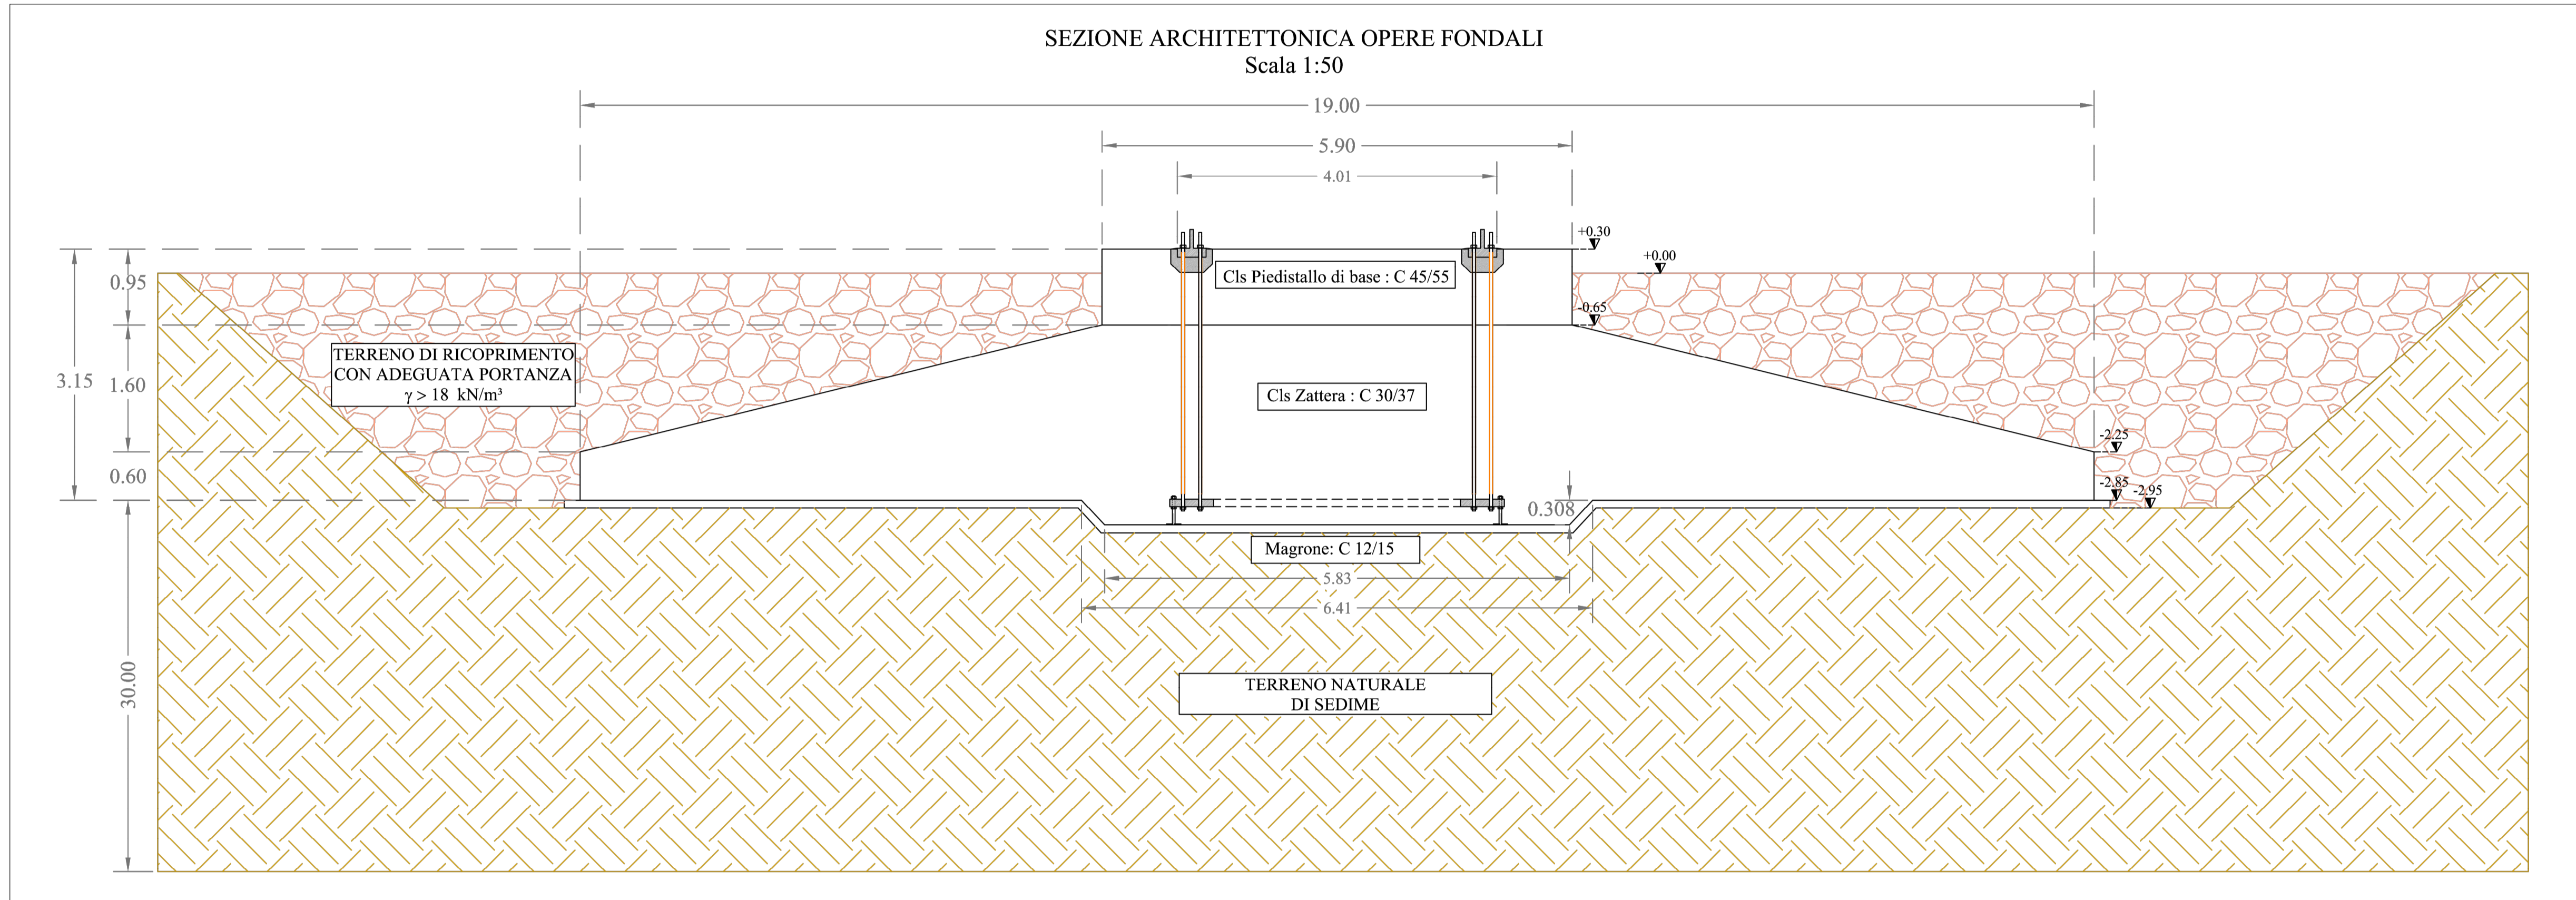 SEZIONE ARCHITETTONICA OPERE FONDALI
Scala 1:50
19.00
5.90
4.01
+0.30
+0.00
0.95
Cls Piedistallo di base : C 45/55
-0.65
TERRENO DI RICOPRIMENTO
CON ADEGUATA PORTANZA
γ > 18 kN/m³
3.15
1.60
Cls Zattera : C 30/37
-2.25
0.60
-2.85
-2.95
0.308
Magrone: C 12/15
5.83
6.41
30.00
TERRENO NATURALE
DI SEDIME